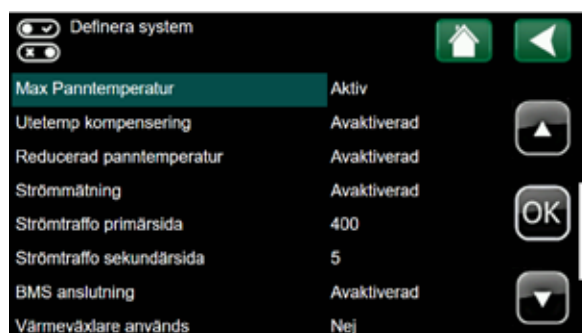 Definera system
Max Panntemperatur Aktiv
Utetemp kompensering Avaktiverad
Reducerad panntemperatur Avaktiverad
Strömmätning Avaktiverad
Strömtraffo primärsida 400
Strömtraffo sekundärsida 5
BMS anslutning Avaktiverad
Värmeväxlare används Nej
OK